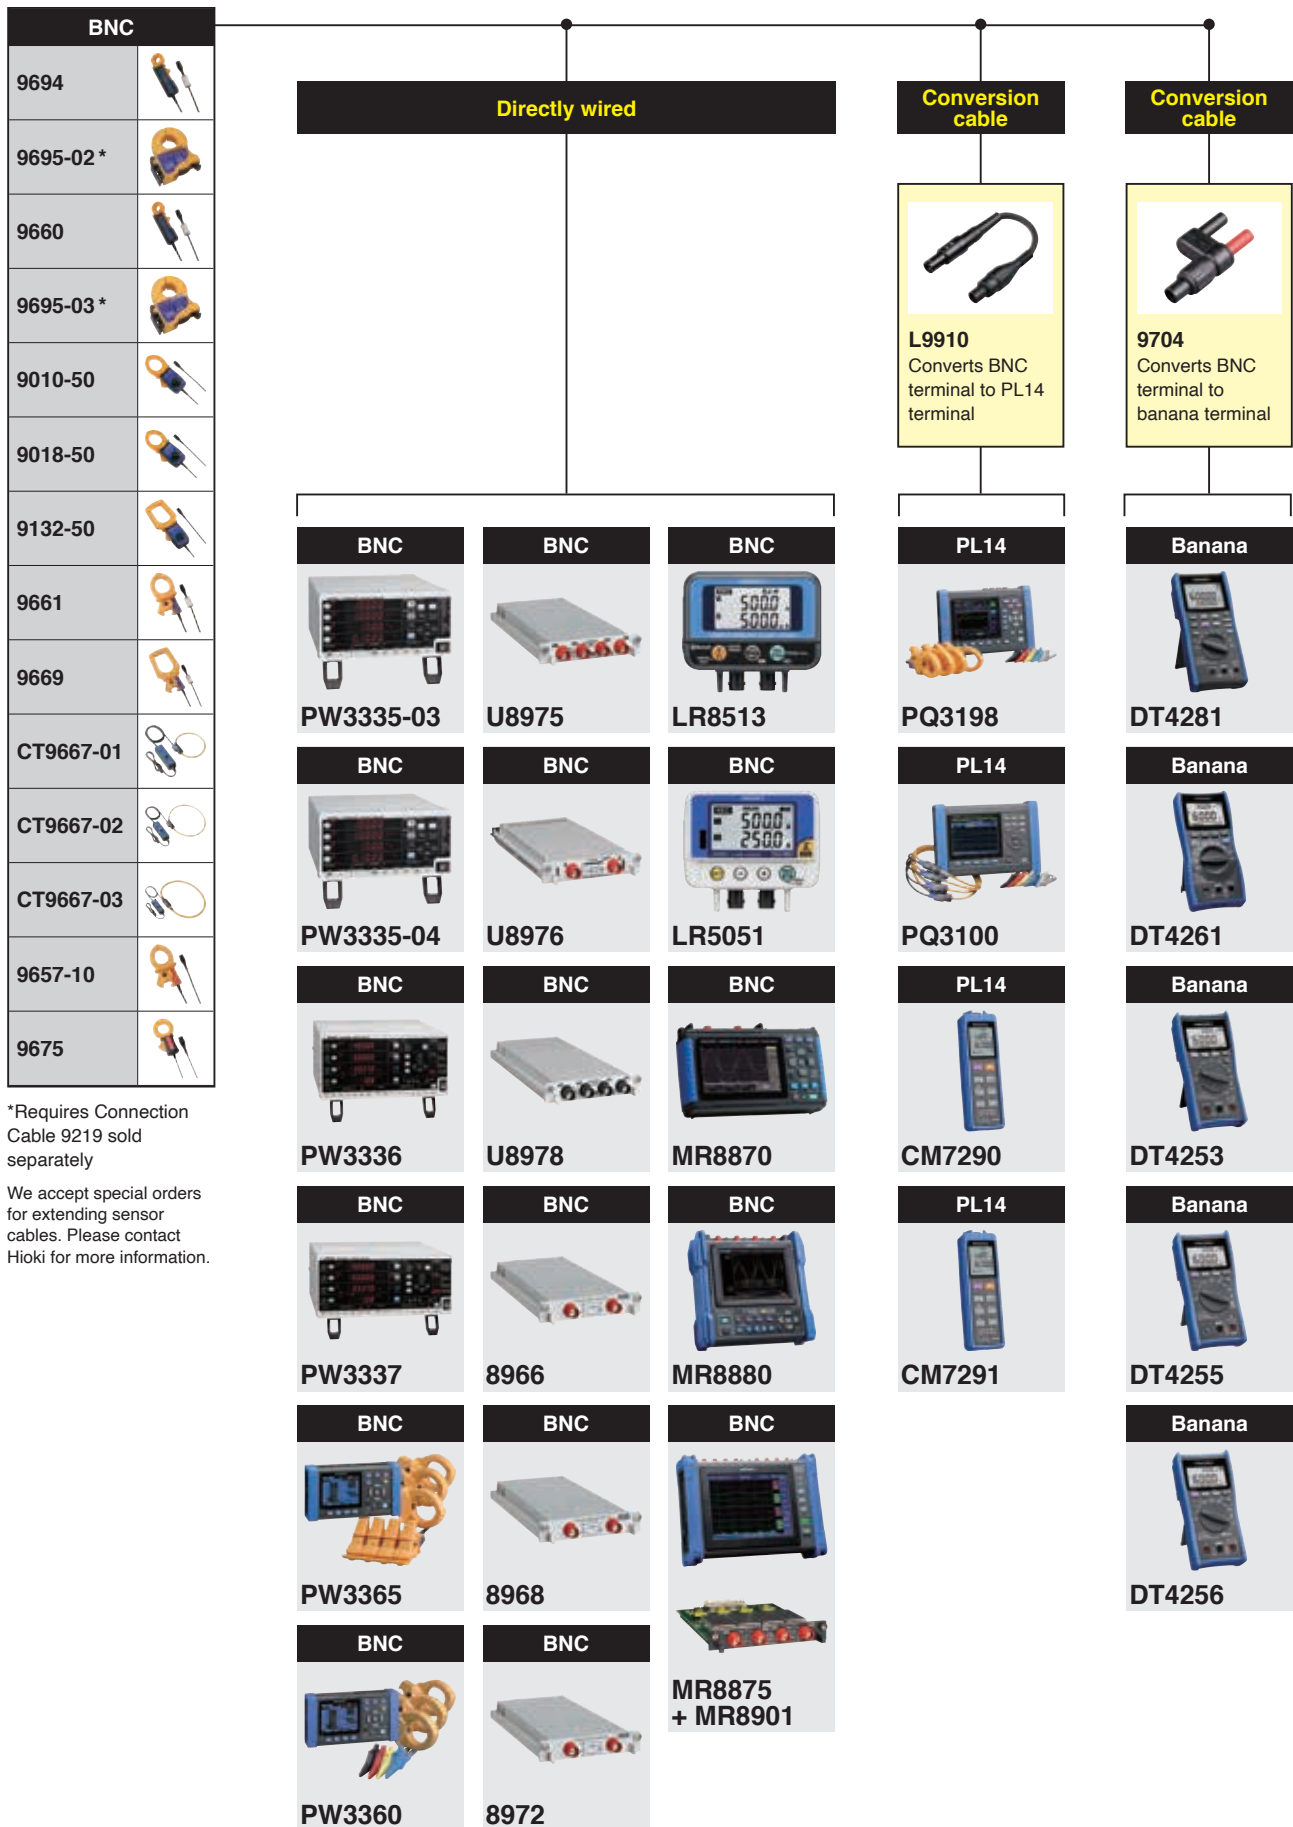 BNC
9694
9695-02*
9660
9695-03*
9010-50
9018-50
9132-50
9661
9669
CT9667-01
CT9667-02
CT9667-03
9657-10
9675
*Requires Connection
Cable 9219 sold
separately
We accept special orders
for extending sensor
cables. Please contact
Hioki for more information.
Directly wired
Conversion
cable
L9910
Converts BNC
terminal to PL14
terminal
Conversion
cable
9704
Converts BNC
terminal to
banana terminal
BNC
PW3335-03
BNC
U8975
BNC
LR8513
PL14
PQ3198
Banana
DT4281
BNC
PW3335-04
BNC
U8976
BNC
LR5051
PL14
PQ3100
Banana
DT4261
BNC
PW3336
BNC
U8978
BNC
MR8870
PL14
CM7290
Banana
DT4253
BNC
PW3337
BNC
8966
BNC
MR8880
PL14
CM7291
Banana
DT4255
BNC
PW3365
BNC
8968
BNC
MR8875
+ MR8901
Banana
DT4256
BNC
PW3360
BNC
8972